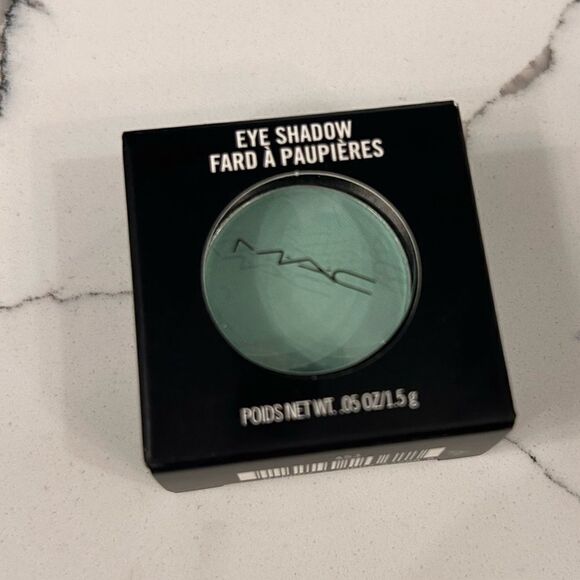 EYE SHADOW
FARD À PAUPIÈRES
MAC
POIDS NET WT. .05 OZ/1.5 g